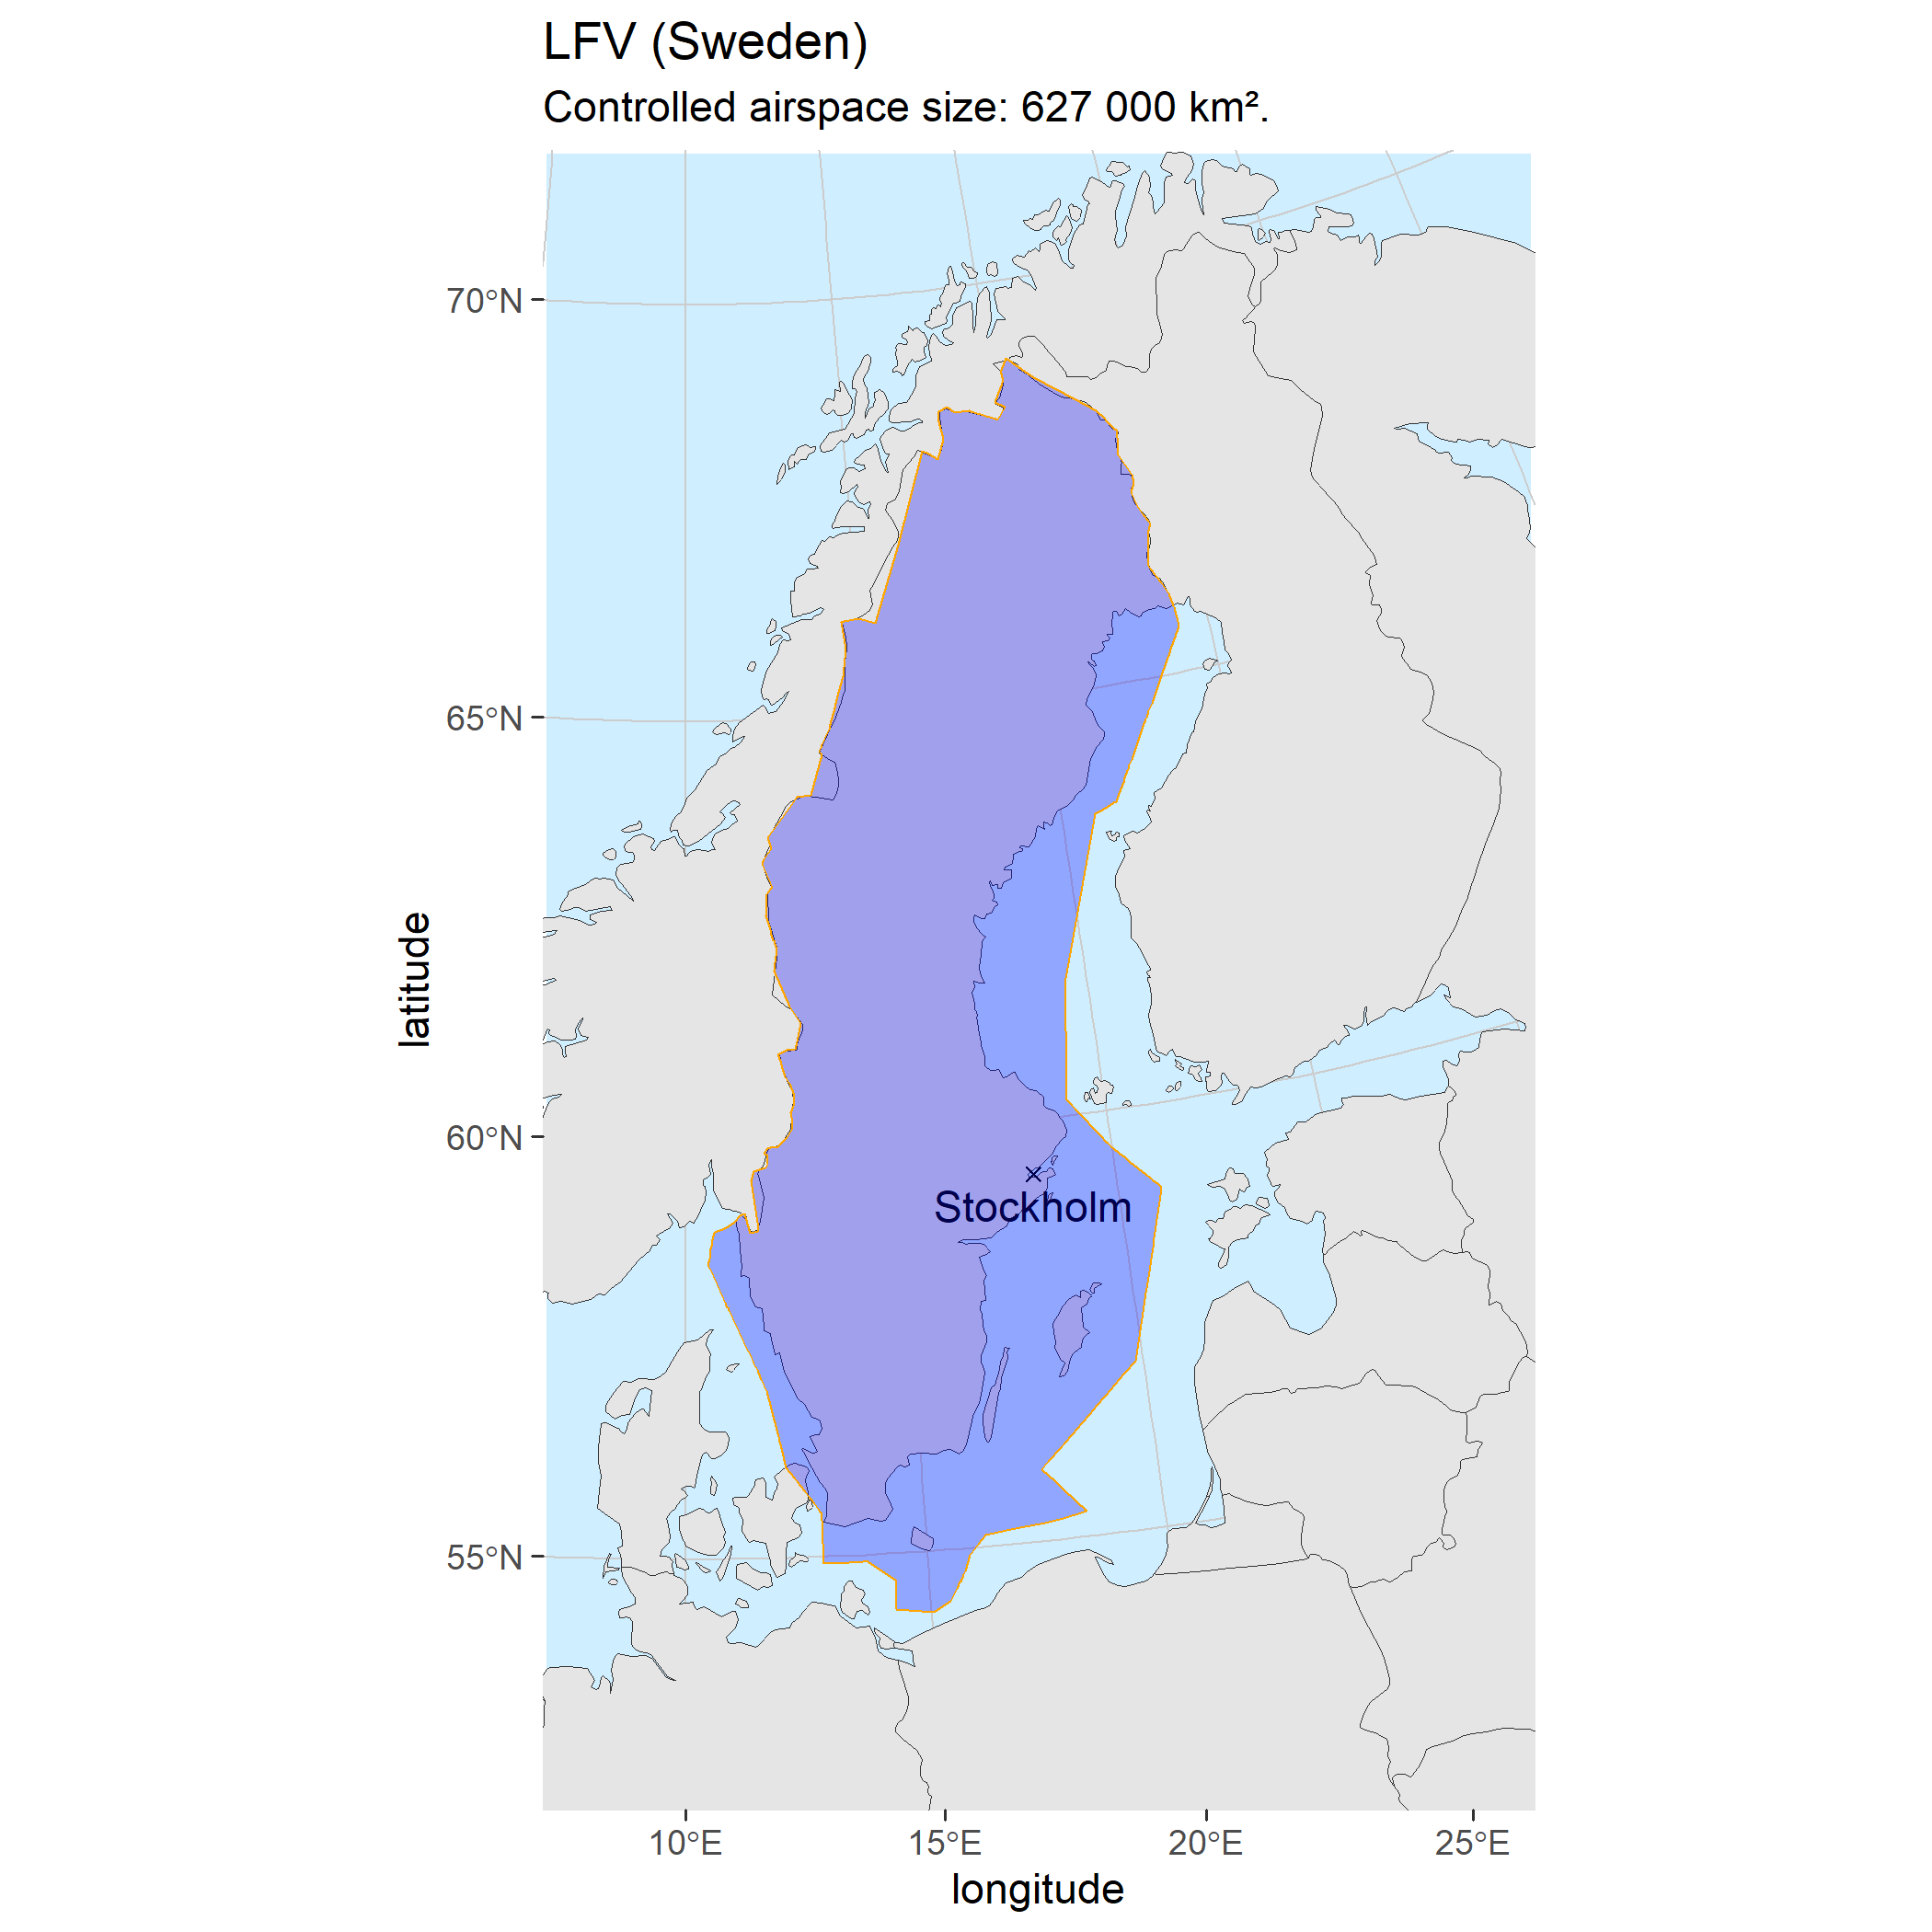 LFV (Sweden)
Controlled airspace size: 627 000 km².
70°N
65°N
60°N
55°N
latitude
Stockholm
10°E 15°E 20°E 25°E
longitude